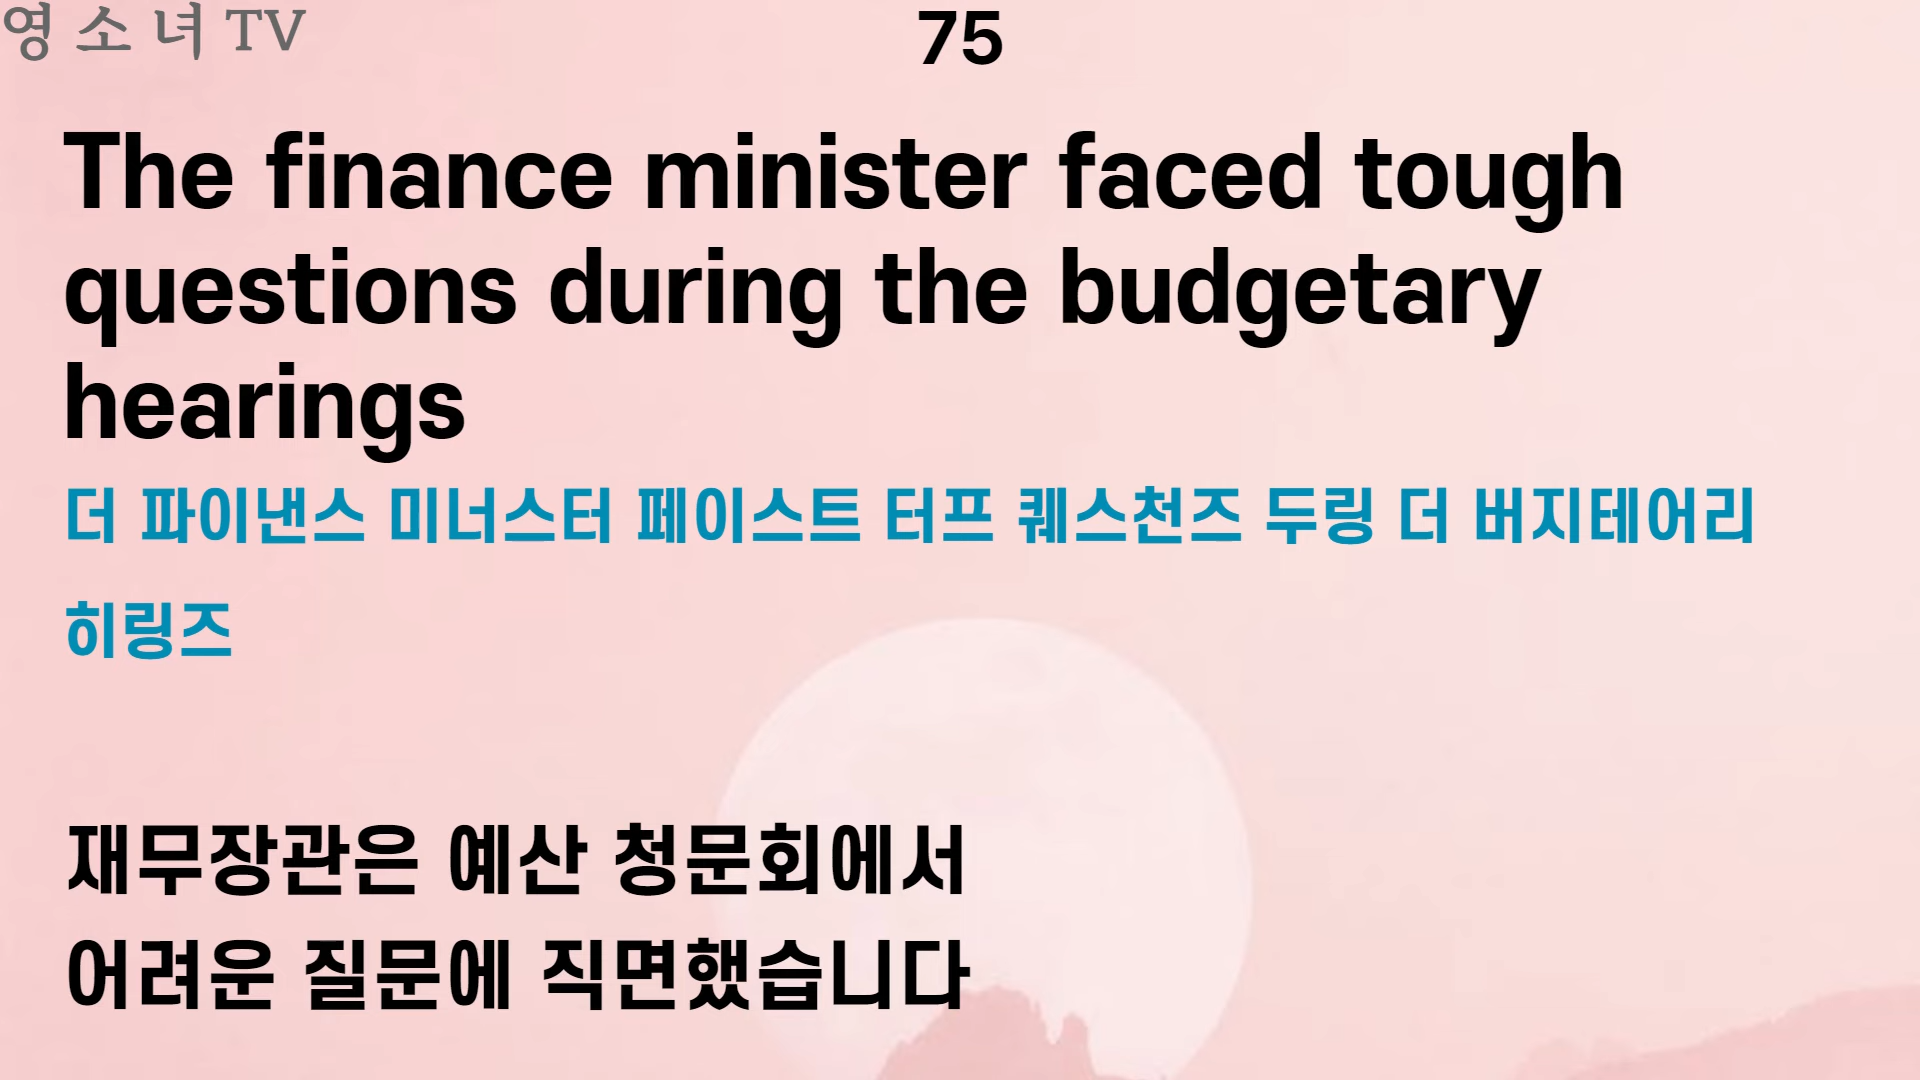 영소녀TV
75
The finance minister faced tough
questions during the budgetary
hearings
더 파이낸스 미너스터 페이스트 터프 퀘스천즈 두링 더 버지테어리
히링즈
재무장관은 예산 청문회에서
어려운 질문에 직면했습니다